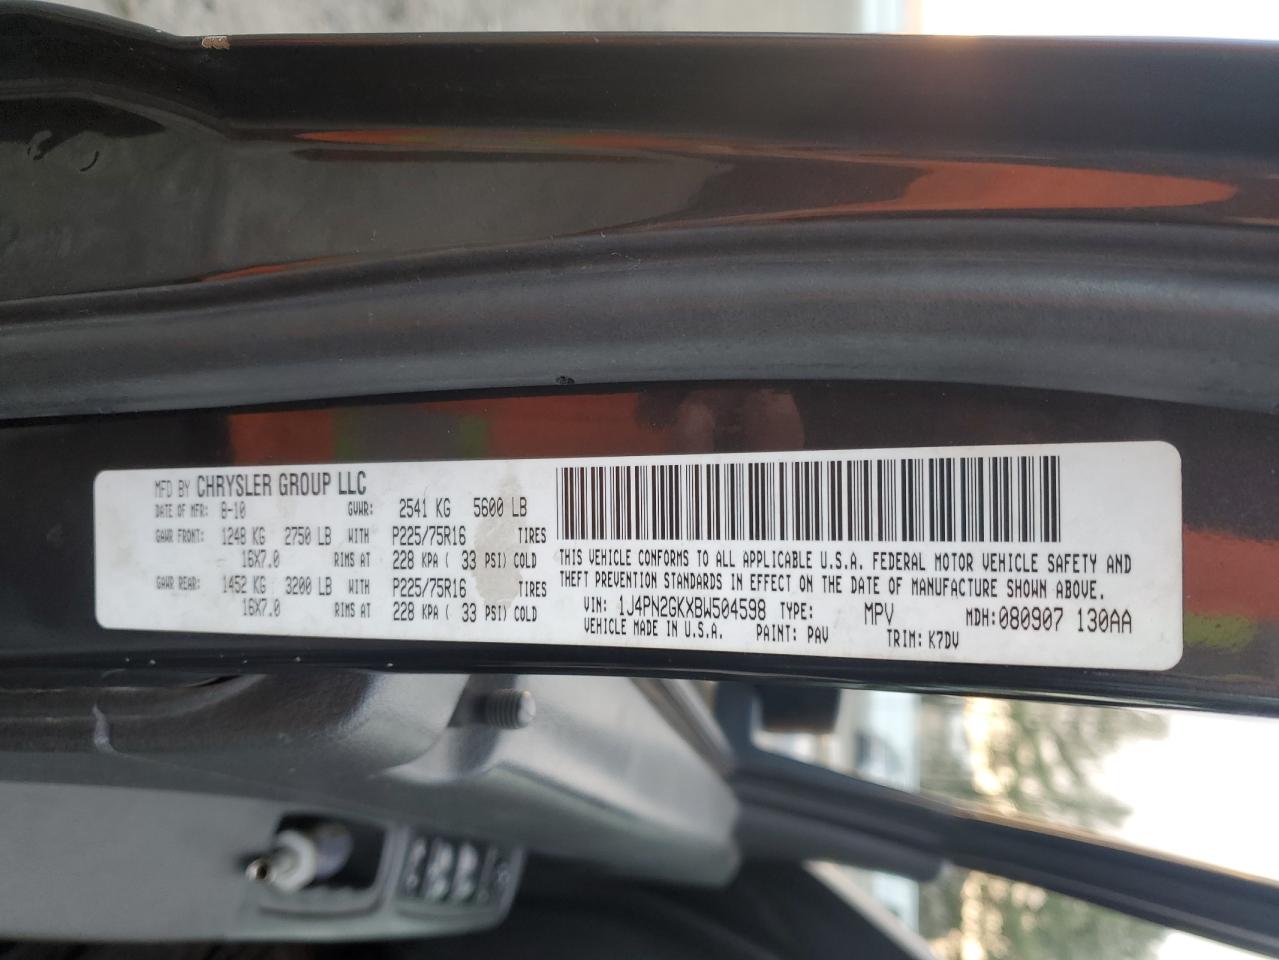 MFD BY CHRYSLER GROUP LLC
DATE OF MFR: 8-10 GVWR: 2541 KG 5600 LB
GAWR FRONT: 1248 KG 2750 LB WITH P225/75R16 TIRES
16X7.0 RIMS AT 228 KPA ( 33 PSI) COLD
GAWR REAR: 1452 KG 3200 LB WITH P225/75R16 TIRES
16X7.0 RIMS AT 228 KPA ( 33 PSI) COLD
THIS VEHICLE CONFORMS TO ALL APPLICABLE U.S.A. FEDERAL MOTOR VEHICLE SAFETY AND
THEFT PREVENTION STANDARDS IN EFFECT ON THE DATE OF MANUFACTURE SHOWN ABOVE.
VIN: 1J4PN2GKXBW504598 TYPE: MPV MDH: 080907 130AA
VEHICLE MADE IN U.S.A. PAINT: PAV TRIM: K7DV